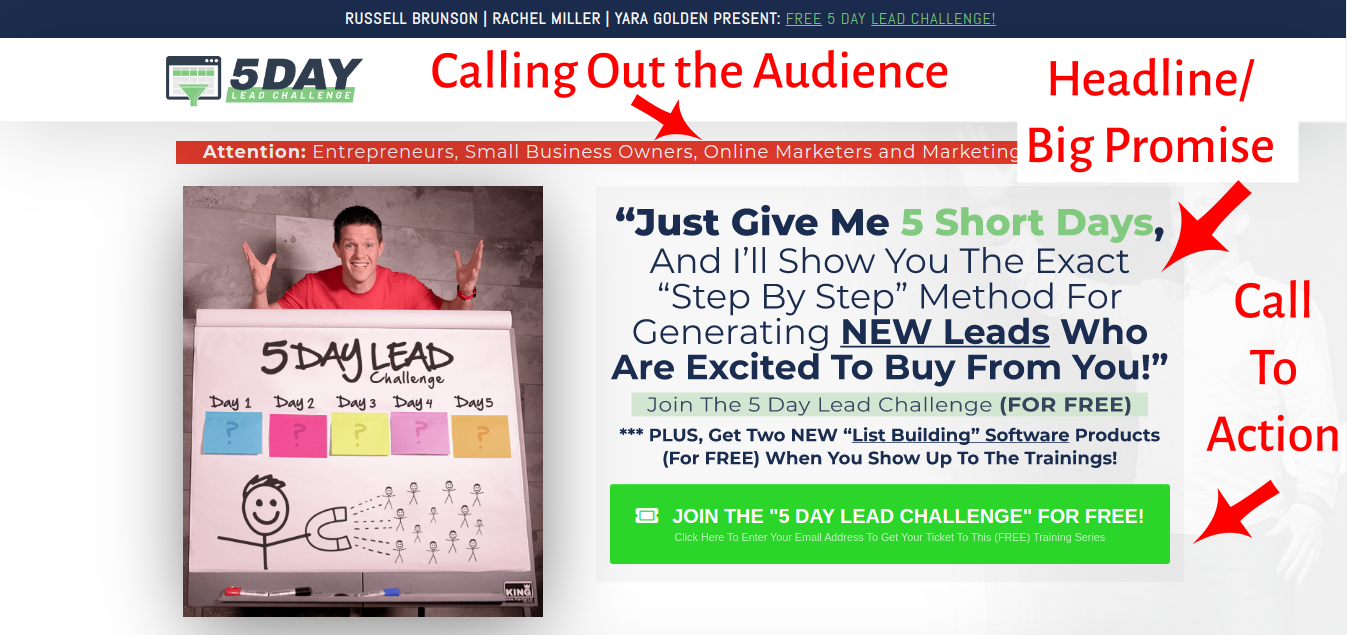 RUSSELL BRUNSON | RACHEL MILLER | YARA GOLDEN PRESENT: FREE 5 DAY LEAD CHALLENGE!
5 DAY
LEAD CHALLENGE
Calling Out the Audience
Headline/
Big Promise
Attention: Entrepreneurs, Small Business Owners, Online Marketers and Marketing
5 DAY LEAD
Challenge
Day 1 Day 2 Day 3 Day 4 Day 5
? ? ? ? ?
KING
“Just Give Me 5 Short Days,
And I’ll Show You The Exact
“Step By Step” Method For
Generating NEW Leads Who
Are Excited To Buy From You!”
Join The 5 Day Lead Challenge (FOR FREE)
*** PLUS, Get Two NEW “List Building” Software Products
(For FREE) When You Show Up To The Trainings!
JOIN THE "5 DAY LEAD CHALLENGE" FOR FREE!
Click Here To Enter Your Email Address To Get Your Ticket To This (FREE) Training Series
Call
To
Action